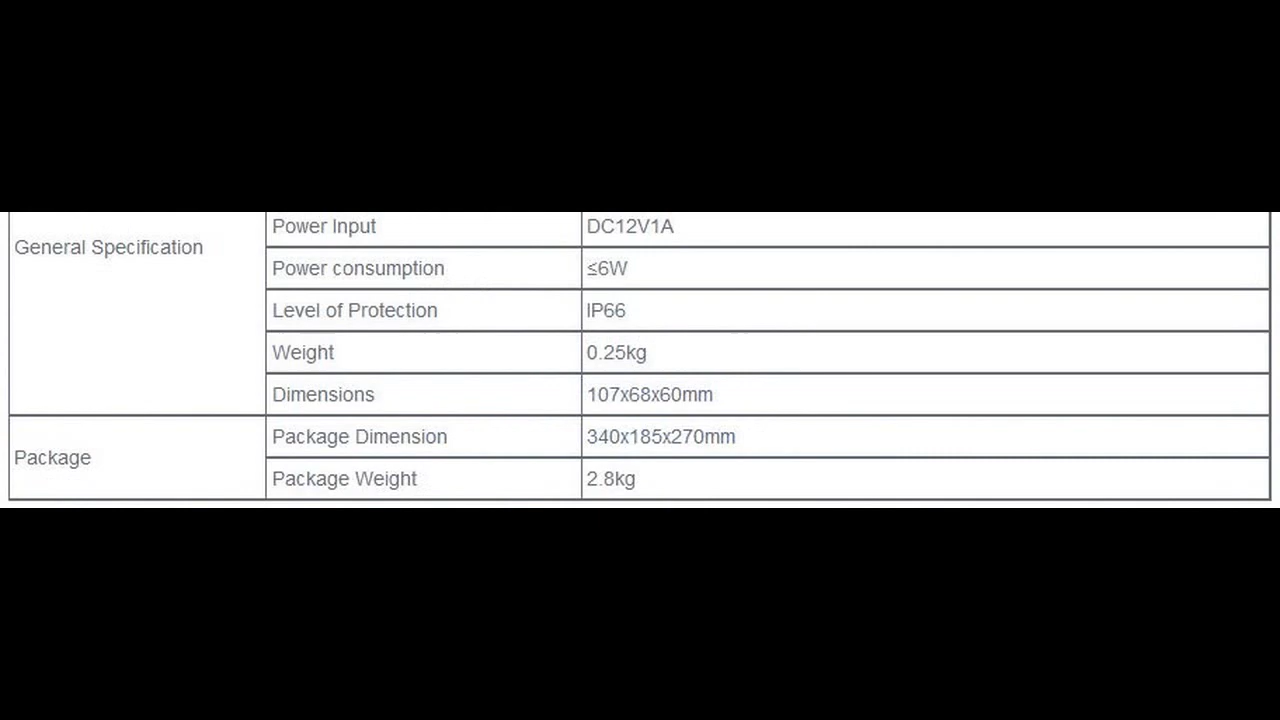 Power Input DC12V1A
General Specification
Power consumption ≤6W
Level of Protection IP66
Weight 0.25kg
Dimensions 107x68x60mm
Package Dimension 340x185x270mm
Package
Package Weight 2.8kg